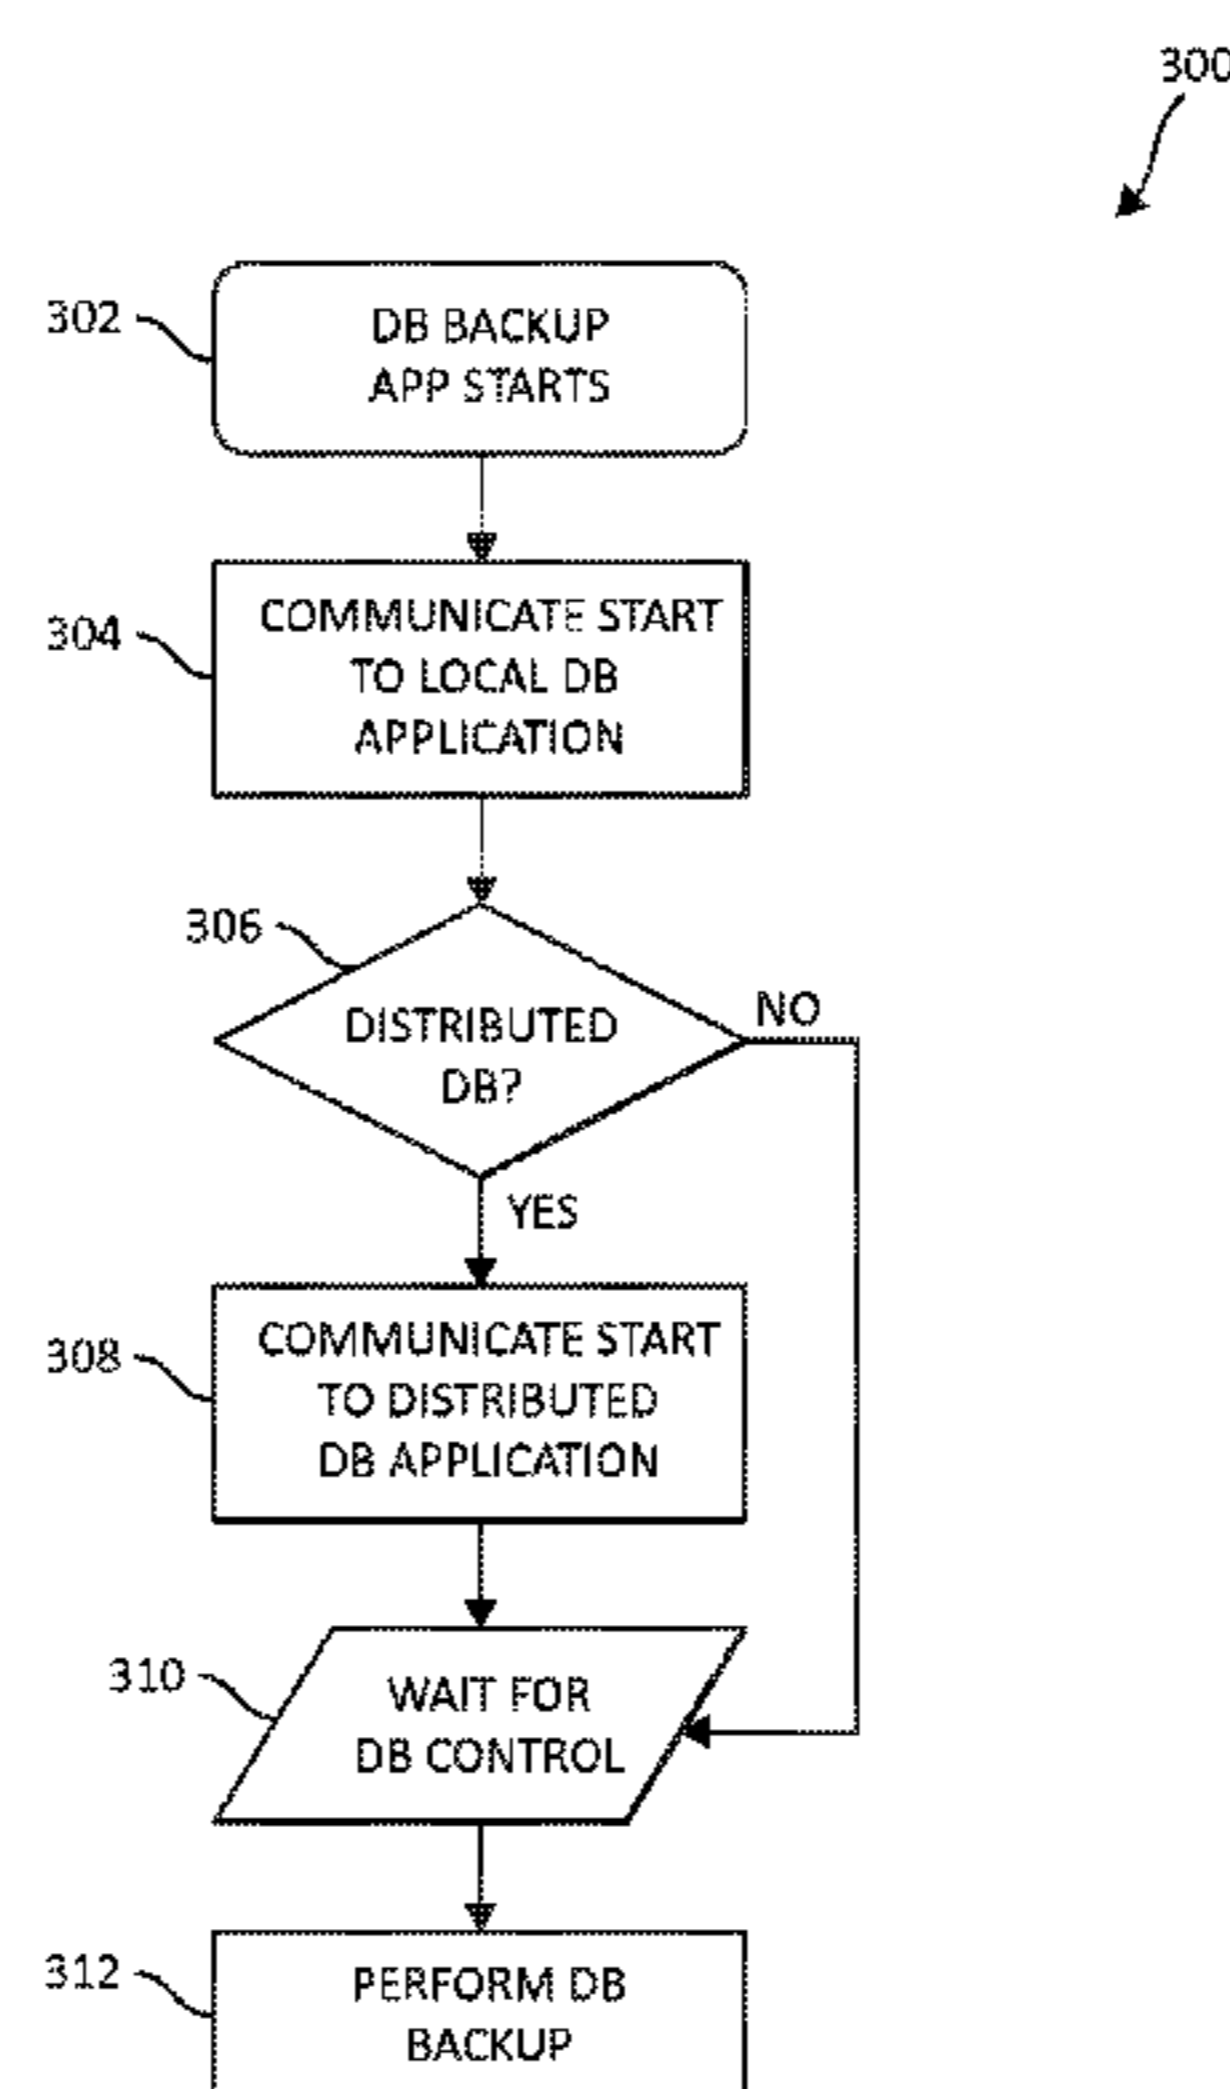 300
302
DB BACKUP
APP STARTS
304
COMMUNICATE START
TO LOCAL DB
APPLICATION
306
DISTRIBUTED
DB?
NO
YES
308
COMMUNICATE START
TO DISTRIBUTED
DB APPLICATION
310
WAIT FOR
DB CONTROL
312
PERFORM DB
BACKUP